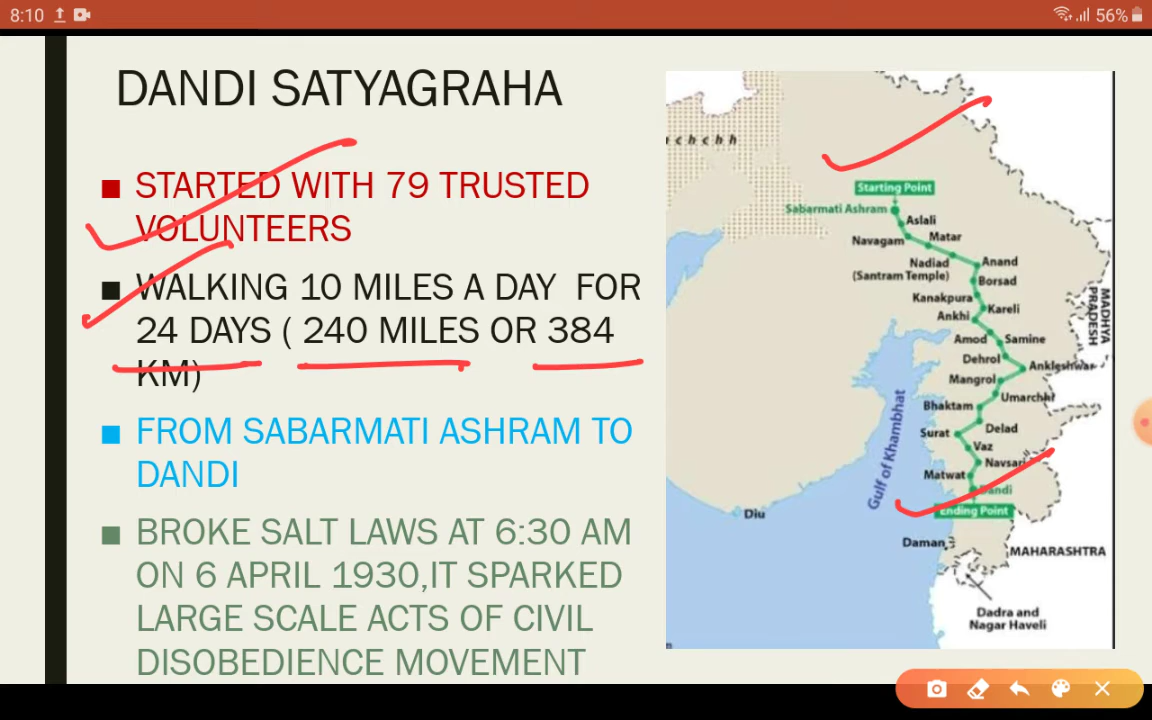 8:10
56%
DANDI SATYAGRAHA
■ STARTED WITH 79 TRUSTED
VOLUNTEERS
■ WALKING 10 MILES A DAY FOR
24 DAYS ( 240 MILES OR 384
KM)
■ FROM SABARMATI ASHRAM TO
DANDI
■ BROKE SALT LAWS AT 6:30 AM
ON 6 APRIL 1930,IT SPARKED
LARGE SCALE ACTS OF CIVIL
DISOBEDIENCE MOVEMENT
uchchh
Starting Point
Sabarmati Ashram
Aslali
Navagam
Matar
Nadiad
(Santram Temple)
Anand
Borsad
Kanakpura
Kareli
Ankhi
Amod
Samine
Dehrol
Ankleshwar
Mangrol
Umarchhi
Bhaktam
Delad
Surat
Vaz
Navsari
Matwat
Dandi
Ending Point
MADHYA
PRADESH
Gulf of Khambhat
Diu
Daman
MAHARASHTRA
Dadra and
Nagar Haveli